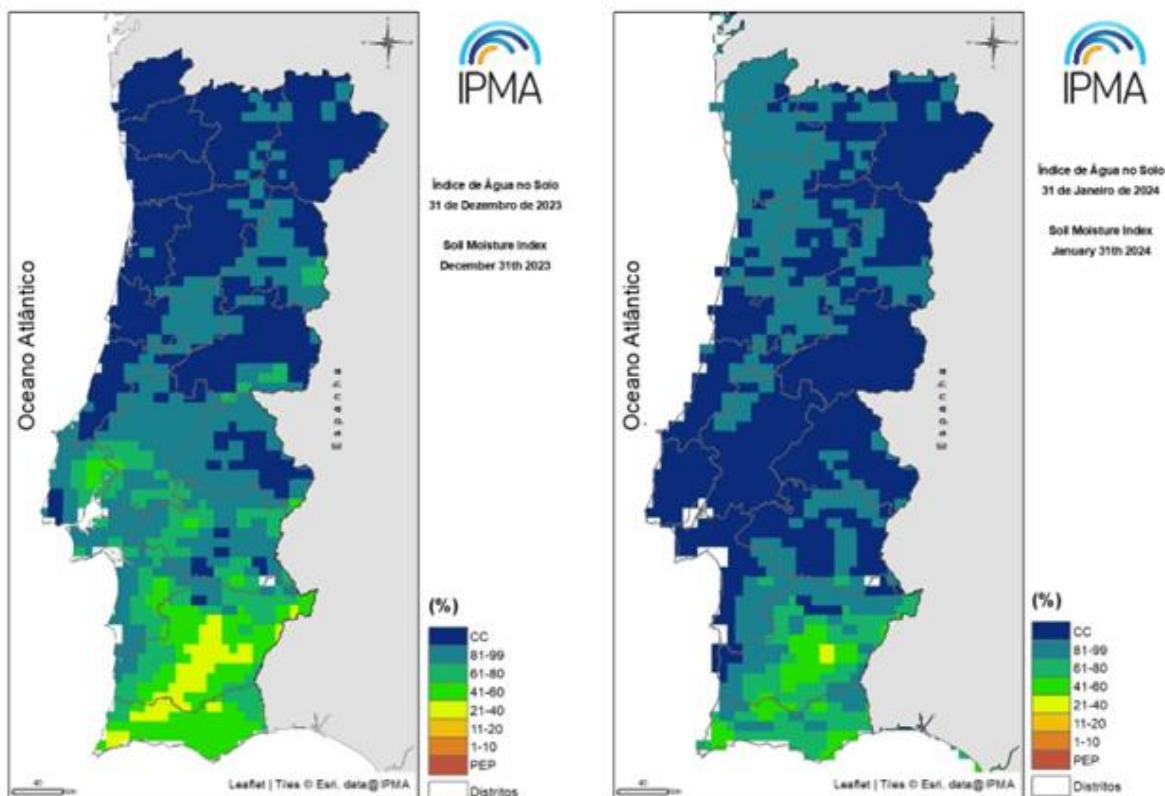 IPMA
Índice de Água no Solo
31 de Dezembro de 2023
Soil Moisture Index
December 31th 2023
Oceano Atlântico
Espanha
(%)
CC
81-99
61-80
41-60
21-40
11-20
1-10
PEP
Distritos
40
Leaflet | Tiles © Esri, data@IPMA
IPMA
Índice de Água no Solo
31 de Janeiro de 2024
Soil Moisture Index
January 31th 2024
Oceano Atlântico
Espanha
(%)
CC
81-99
61-80
41-60
21-40
11-20
1-10
PEP
Distritos
40
Leaflet | Tiles © Esri, data@IPMA